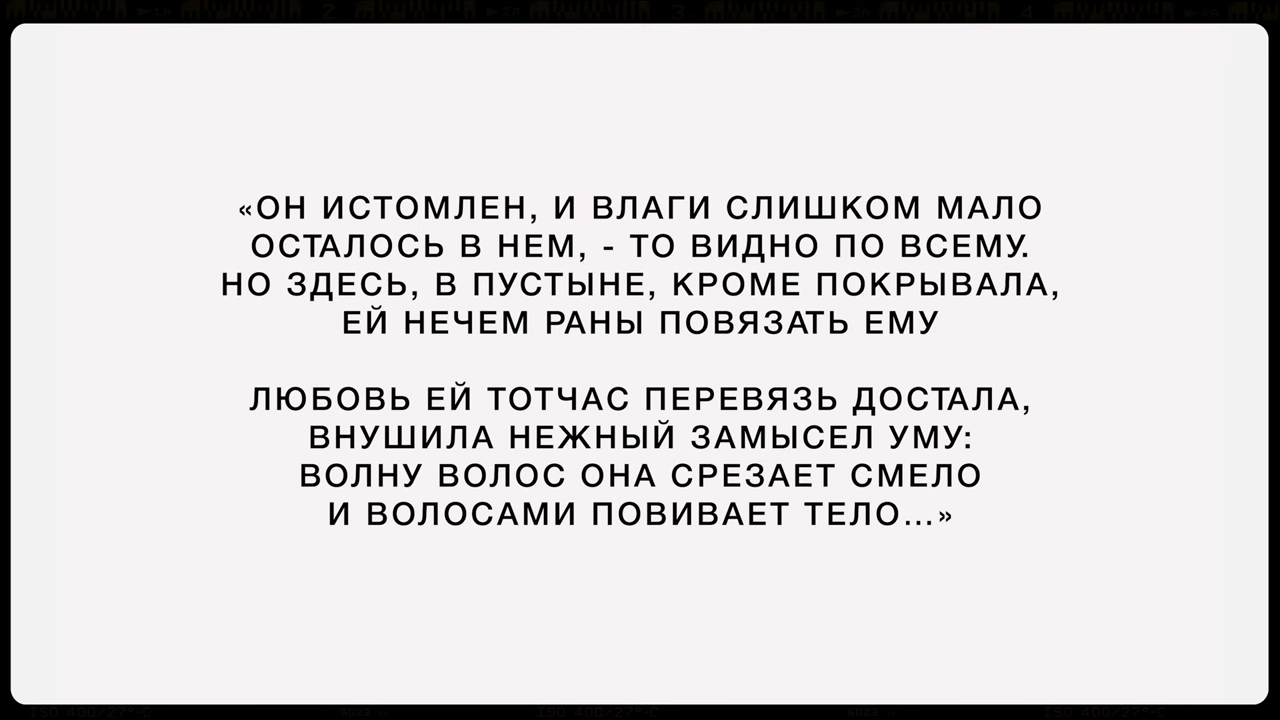 «ОН ИСТОМЛЕН, И ВЛАГИ СЛИШКОМ МАЛО
ОСТАЛОСЬ В НЕМ, - ТО ВИДНО ПО ВСЕМУ.
НО ЗДЕСЬ, В ПУСТЫНЕ, КРОМЕ ПОКРЫВАЛА,
ЕЙ НЕЧЕМ РАНЫ ПОВЯЗАТЬ ЕМУ
ЛЮБОВЬ ЕЙ ТОТЧАС ПЕРЕВЯЗЬ ДОСТАЛА,
ВНУШИЛА НЕЖНЫЙ ЗАМЫСЕЛ УМУ:
ВОЛНУ ВОЛОС ОНА СРЕЗАЕТ СМЕЛО
И ВОЛОСАМИ ПОВИВАЕТ ТЕЛО...»